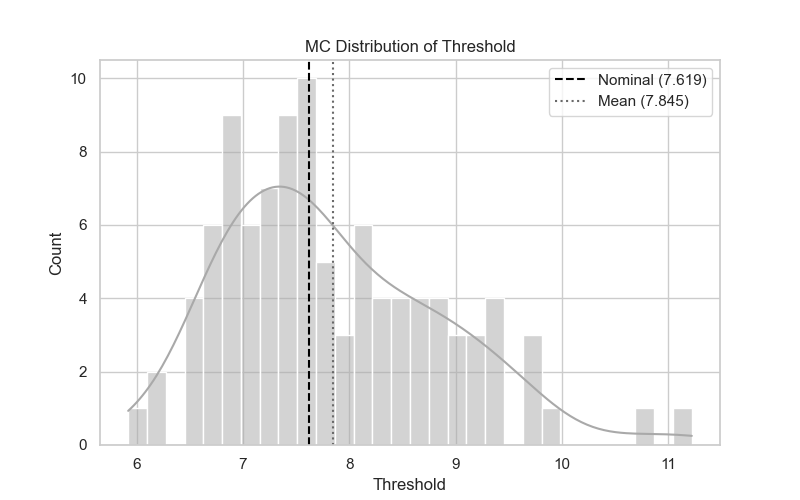 MC Distribution of Threshold
Nominal (7.619)
Mean (7.845)
10
8
6
4
2
0
Count
6 7 8 9 10 11
Threshold